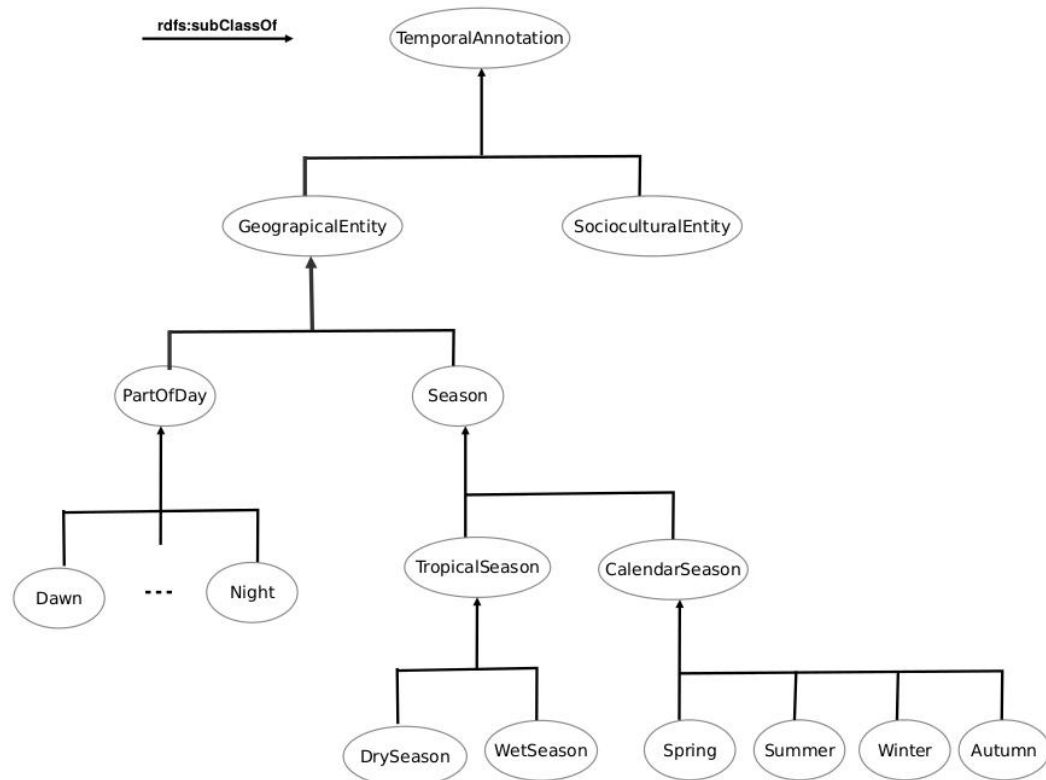 rdfs:subClassOf
TemporalAnnotation
GeograpicalEntity
SocioculturalEntity
PartOfDay
Season
TropicalSeason
CalendarSeason
Dawn
---
Night
DrySeason
WetSeason
Spring
Summer
Winter
Autumn